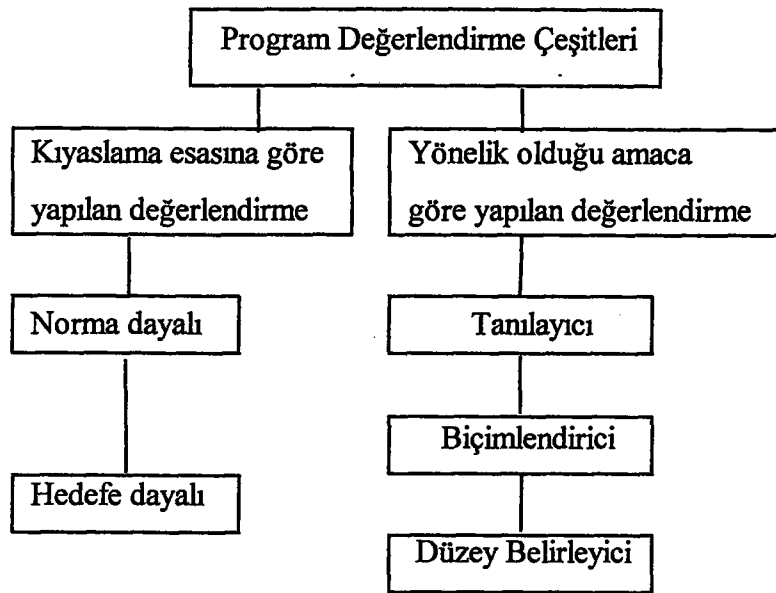 Program Değerlendirme Çeşitleri
Kıyaslama esasına göre
yapılan değerlendirme
Yönelik olduğu amaca
göre yapılan değerlendirme
Norma dayalı
Tanılayıcı
Biçimlendirici
Hedefe dayalı
Düzey Belirleyici